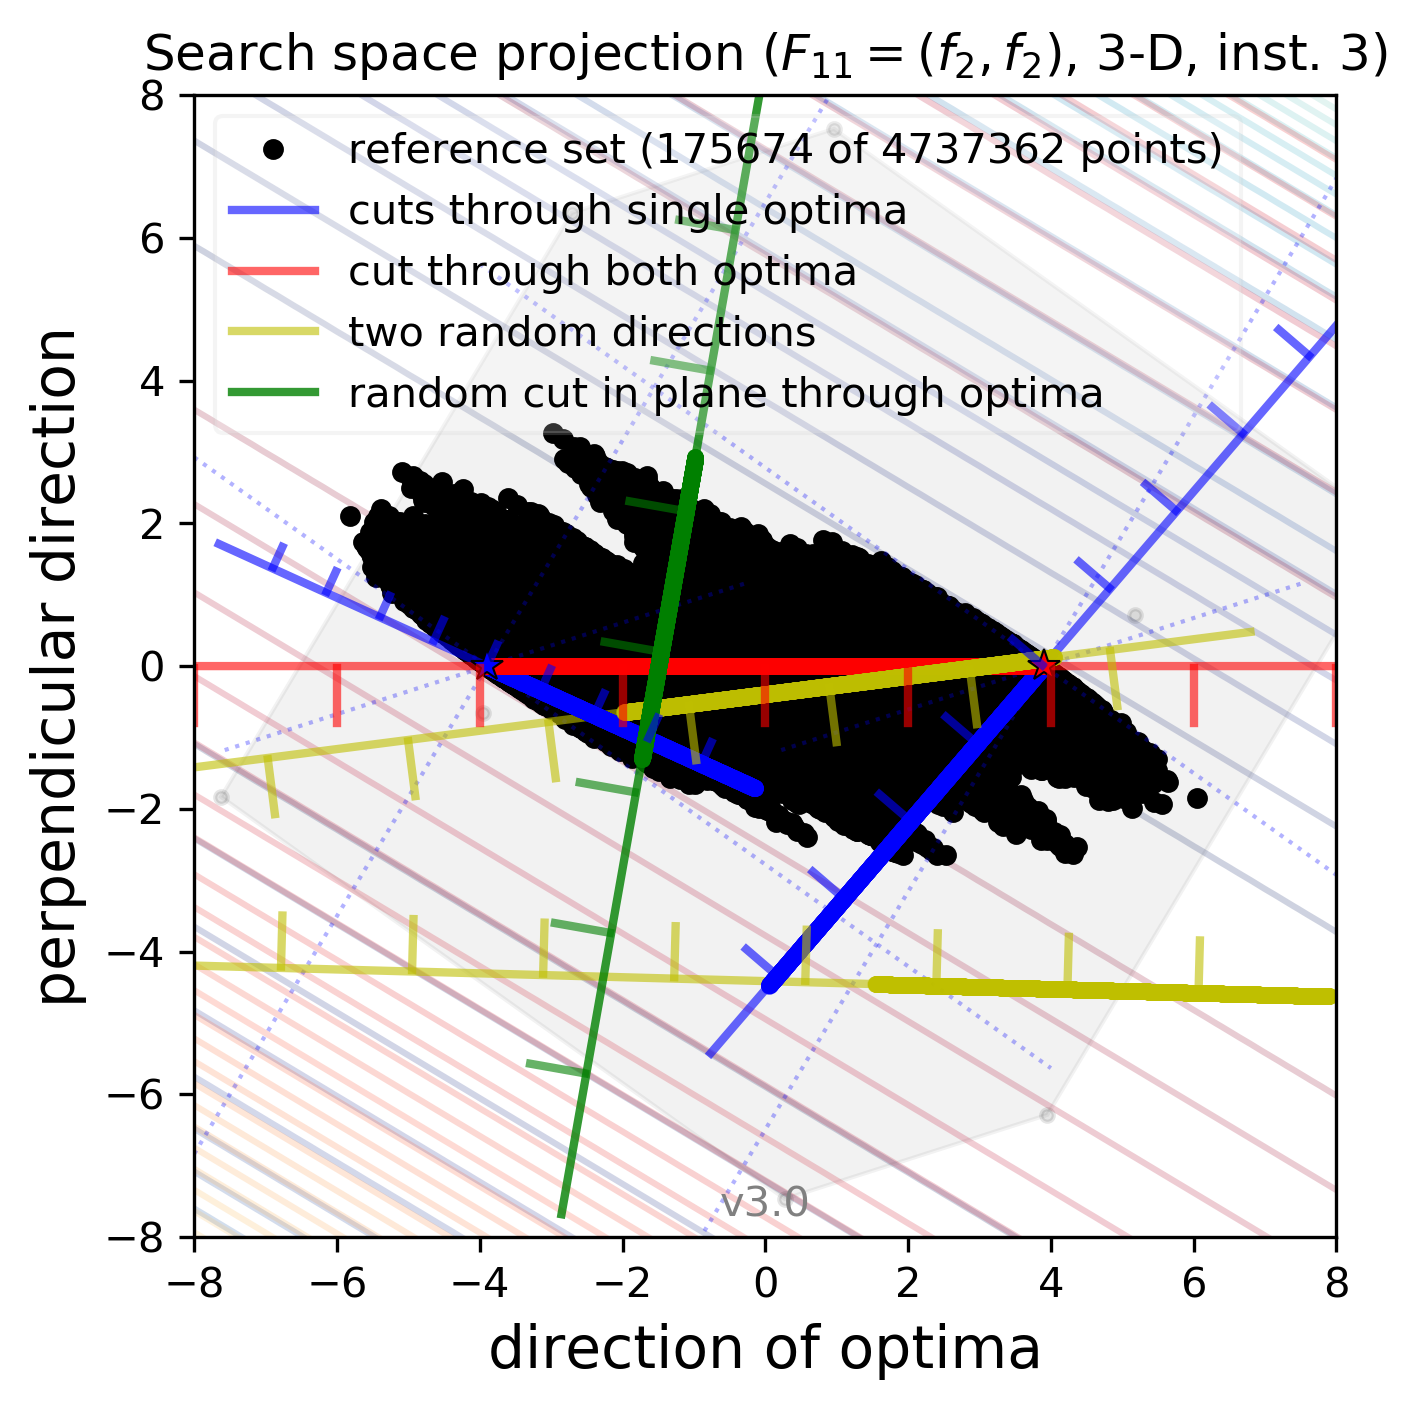 Search space projection (F₁₁ = (f₂, f₂), 3-D, inst. 3)
reference set (175674 of 4737362 points)
cuts through single optima
cut through both optima
two random directions
random cut in plane through optima
perpendicular direction
8
6
4
2
0
−2
−4
−6
−8
v3.0
−8 −6 −4 −2 0 2 4 6 8
direction of optima